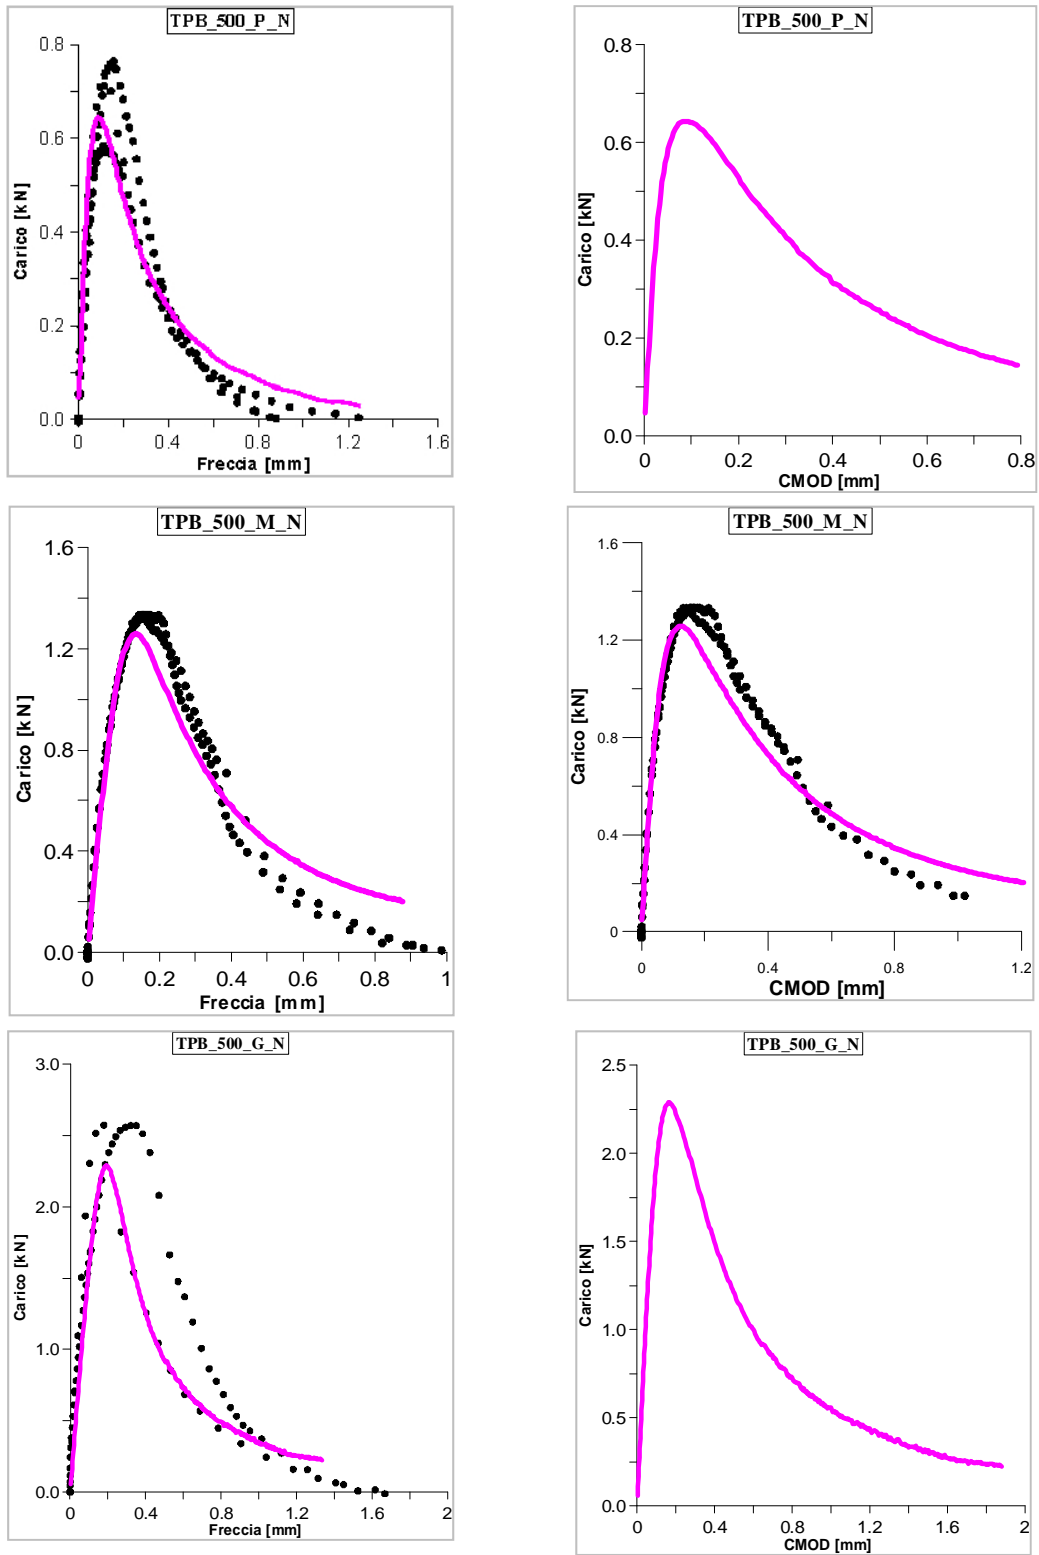 TPB_500_P_N
0.8
0.6
0.4
0.2
0.0
Carico [kN]
0 0.4 0.8 1.2 1.6
Freccia [mm]
TPB_500_P_N
0.8
0.6
0.4
0.2
0.0
Carico [kN]
0 0.2 0.4 0.6 0.8
CMOD [mm]
TPB_500_M_N
1.6
1.2
0.8
0.4
0.0
Carico [kN]
0 0.2 0.4 0.6 0.8 1
Freccia [mm]
TPB_500_M_N
1.6
1.2
0.8
0.4
0
Carico [kN]
0 0.4 0.8 1.2
CMOD [mm]
TPB_500_G_N
3.0
2.0
1.0
0.0
Carico [kN]
0 0.4 0.8 1.2 1.6 2
Freccia [mm]
TPB_500_G_N
2.5
2.0
1.5
1.0
0.5
0.0
Carico [kN]
0 0.4 0.8 1.2 1.6 2
CMOD [mm]